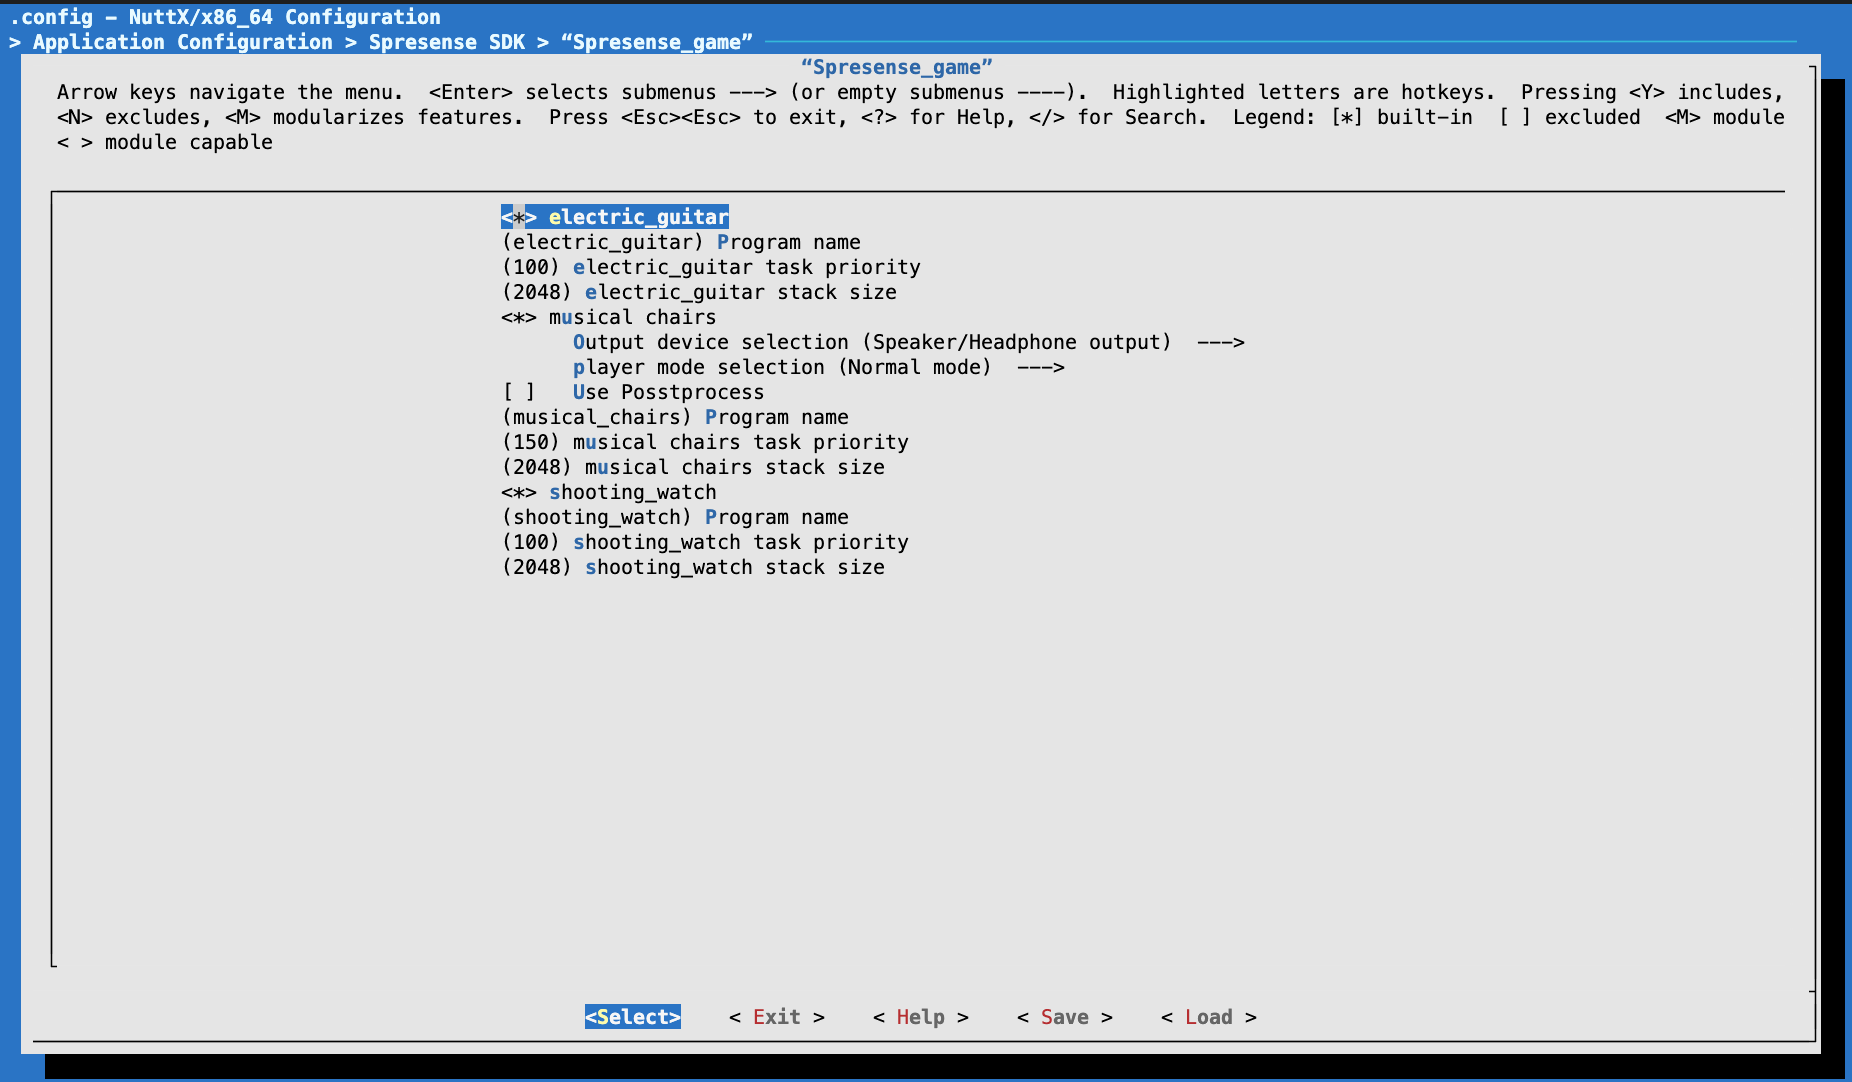 .config – NuttX/x86_64 Configuration
> Application Configuration > Spresense SDK > “Spresense_game”
“Spresense_game”
Arrow keys navigate the menu.  <Enter> selects submenus ---> (or empty submenus ----).  Highlighted letters are hotkeys.  Pressing <Y> includes,
<N> excludes, <M> modularizes features.  Press <Esc><Esc> to exit, <?> for Help, </> for Search.  Legend: [*] built-in  [ ] excluded  <M> module
< > module capable
<*> electric_guitar
(electric_guitar) Program name
(100) electric_guitar task priority
(2048) electric_guitar stack size
<*> musical chairs
Output device selection (Speaker/Headphone output)  --->
player mode selection (Normal mode)  --->
[ ]   Use Posstprocess
(musical_chairs) Program name
(150) musical chairs task priority
(2048) musical chairs stack size
<*> shooting_watch
(shooting_watch) Program name
(100) shooting_watch task priority
(2048) shooting_watch stack size
<Select>    < Exit >    < Help >    < Save >    < Load >